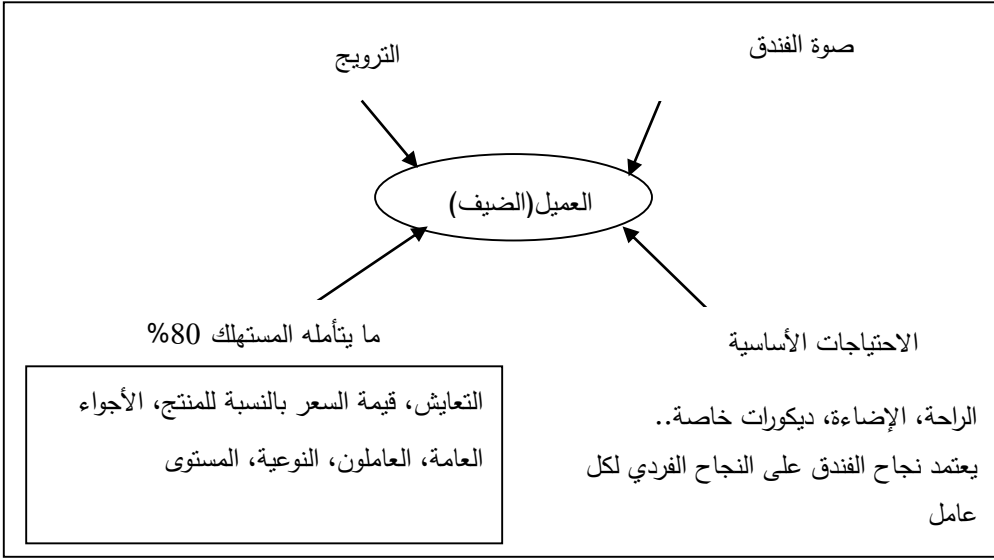 صوة الفندق
الترويج
العميل(الضيف)
الاحتياجات الأساسية
ما يتأمله المستهلك 80%
الراحة، الإضاءة، ديكورات خاصة..
يعتمد نجاح الفندق على النجاح الفردي لكل
عامل
التعايش، قيمة السعر بالنسبة للمنتج، الأجواء
العامة، العاملون، النوعية، المستوى